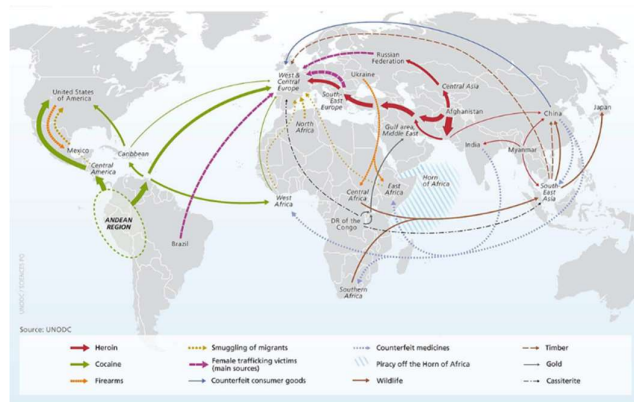 United States
of America
Mexico
Central
America
Caribbean
ANDEAN
REGION
Brazil
West &
Central
Europe
South
East
Europe
North
Africa
West
Africa
Ukraine
Russian
Federation
Central Asia
Afghanistan
Gulf area,
Middle East
Central
Africa
East
Africa
Horn
of Africa
DR of the
Congo
Southern
Africa
India
Myanmar
China
Japan
South
East
Asia
UNODC/SCIENCES PO
Source: UNODC
Heroin
Cocaine
Firearms
Smuggling of migrants
Female trafficking victims
(main sources)
Counterfeit consumer goods
Counterfeit medicines
Piracy off the Horn of Africa
Wildlife
Timber
Gold
Cassiterite